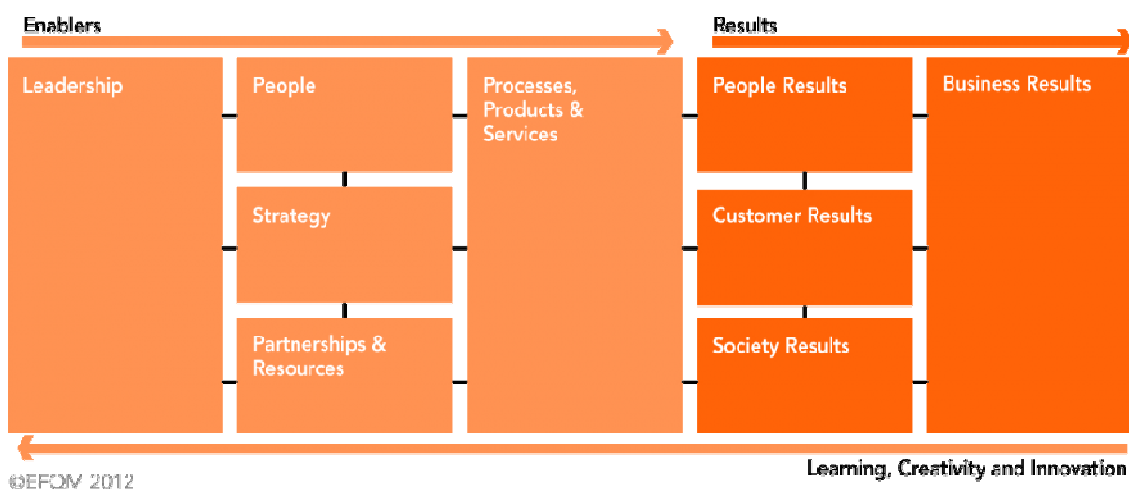 Enablers
Results
Leadership
People
Processes,
Products &
Services
People Results
Business Results
Strategy
Customer Results
Partnerships &
Resources
Society Results
Learning, Creativity and Innovation
©EFQM 2012